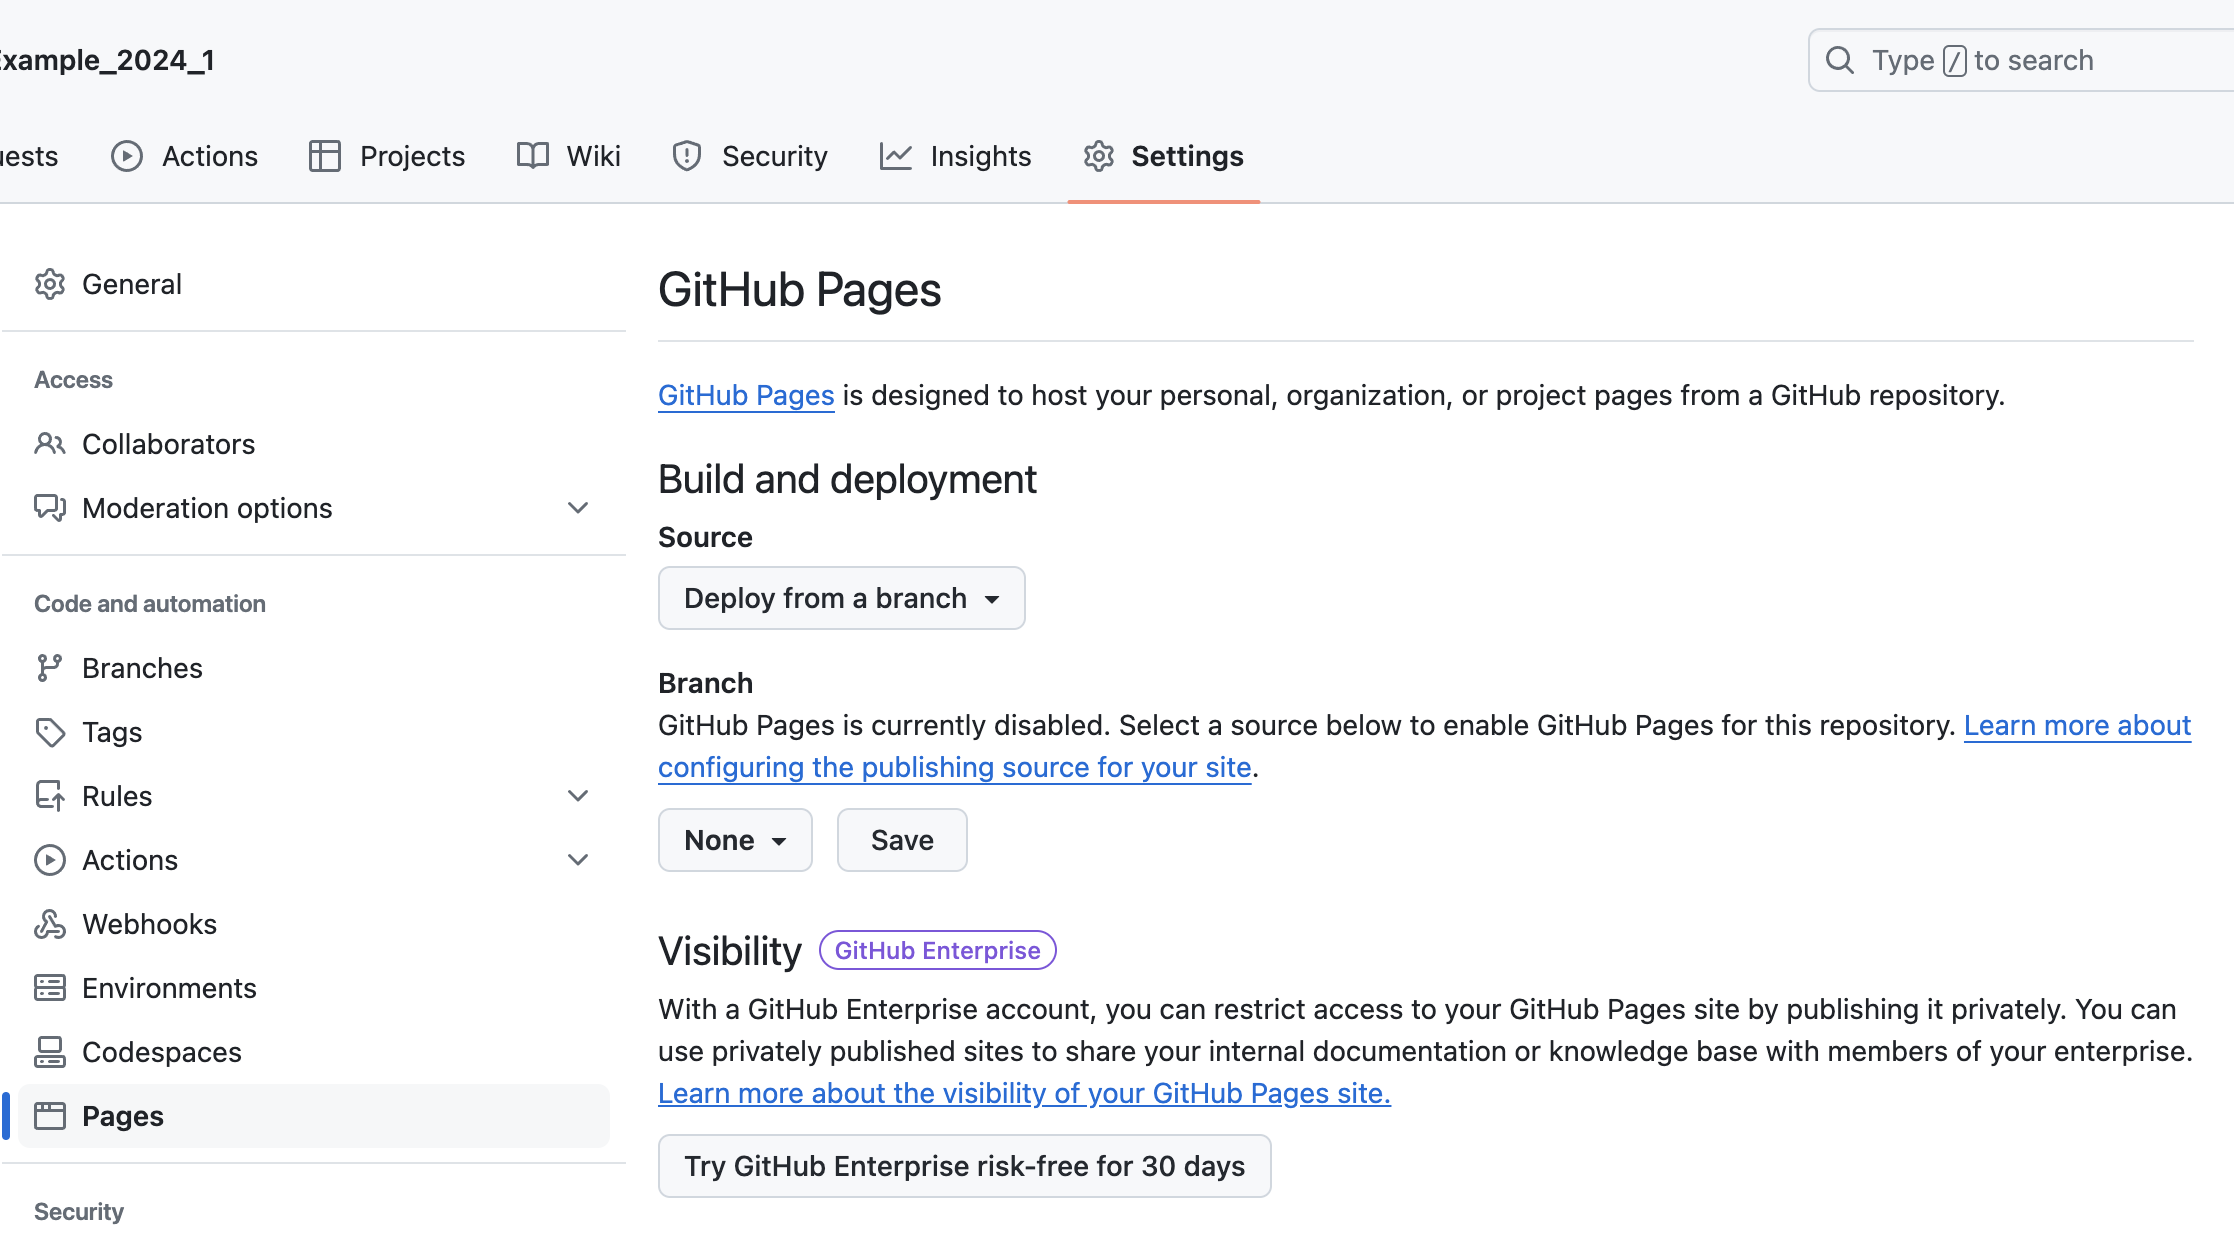 Example_2024_1
Type / to search
uests
Actions
Projects
Wiki
Security
Insights
Settings
General
Access
Collaborators
Moderation options
Code and automation
Branches
Tags
Rules
Actions
Webhooks
Environments
Codespaces
Pages
Security
GitHub Pages
GitHub Pages is designed to host your personal, organization, or project pages from a GitHub repository.
Build and deployment
Source
Deploy from a branch
Branch
GitHub Pages is currently disabled. Select a source below to enable GitHub Pages for this repository. Learn more about
configuring the publishing source for your site.
None
Save
Visibility GitHub Enterprise
With a GitHub Enterprise account, you can restrict access to your GitHub Pages site by publishing it privately. You can
use privately published sites to share your internal documentation or knowledge base with members of your enterprise.
Learn more about the visibility of your GitHub Pages site.
Try GitHub Enterprise risk-free for 30 days